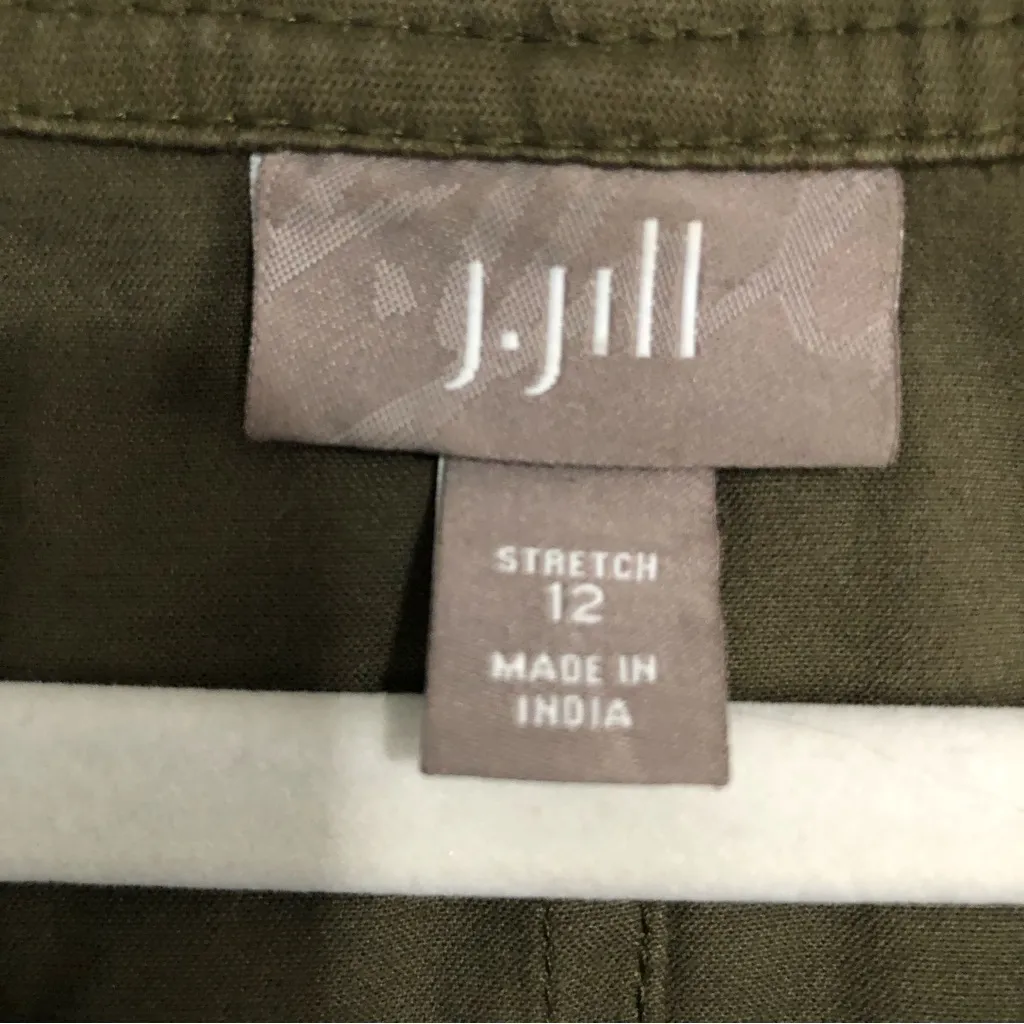 J.Jill
STRETCH
12
MADE IN
INDIA